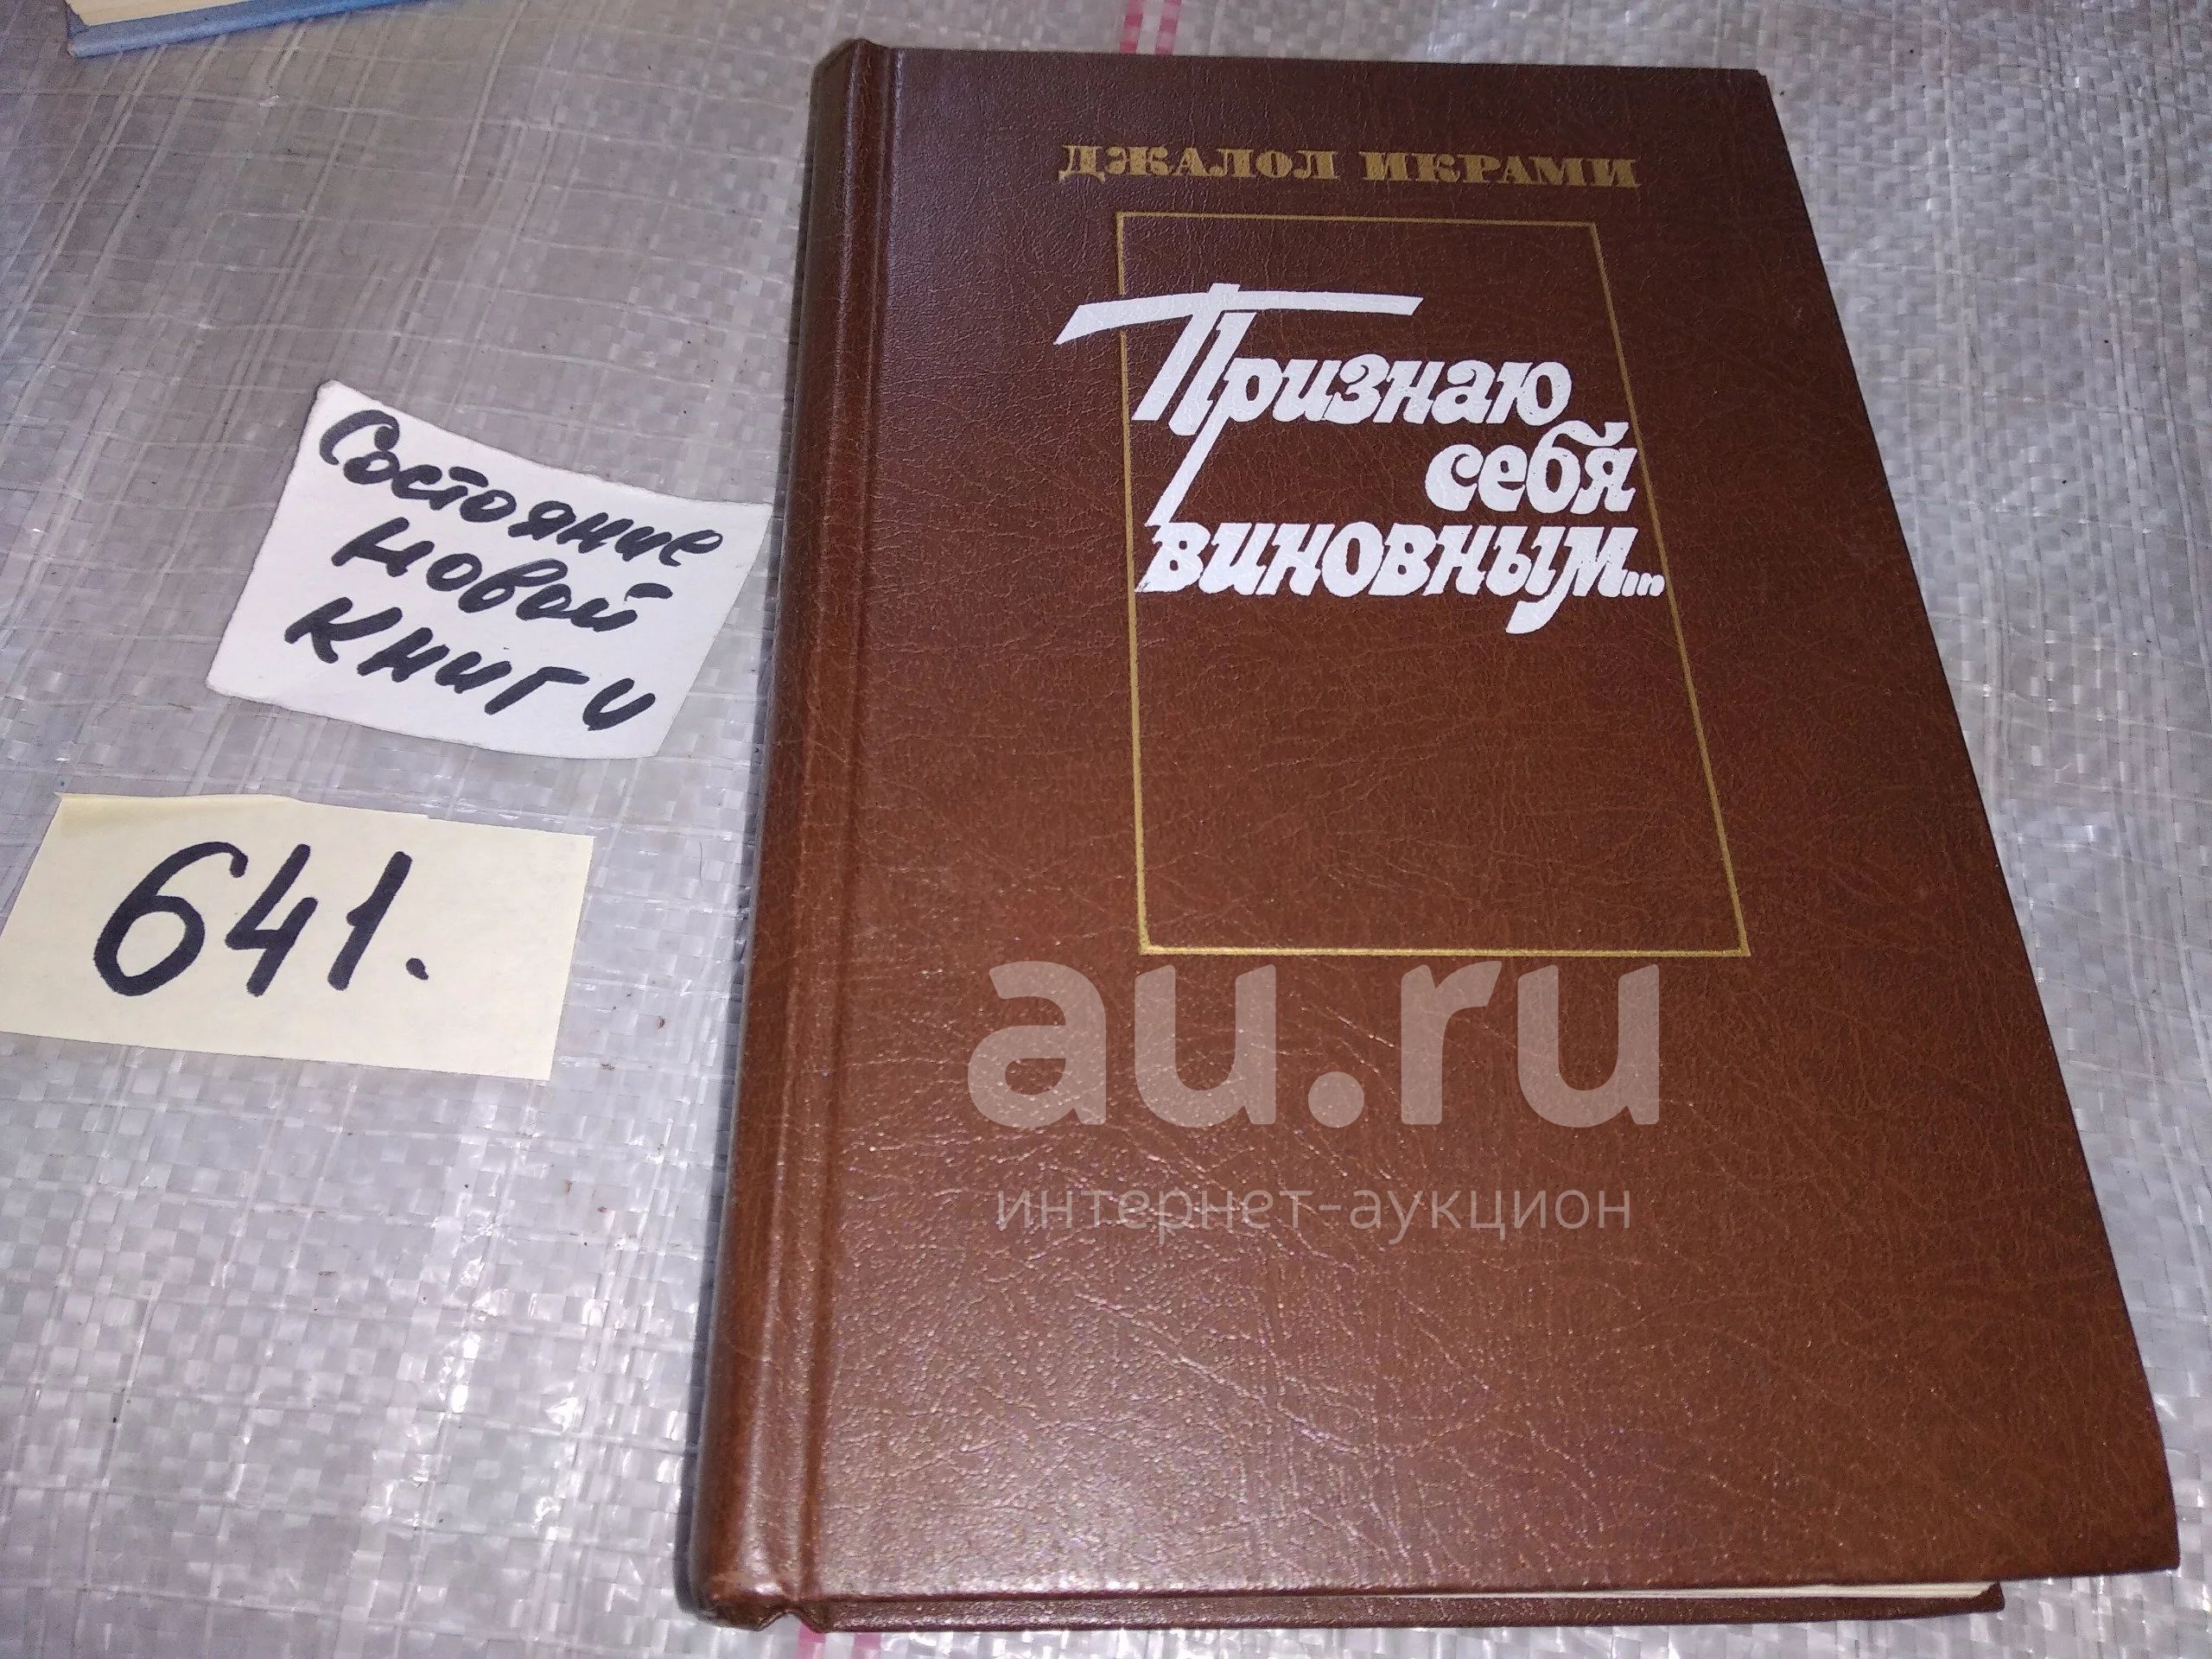 ДЖАЛОЛ ИКРАМИ
Признаю
себя
виновным...
Состояние
новой
книги
641.
au.ru
интернет-аукцион